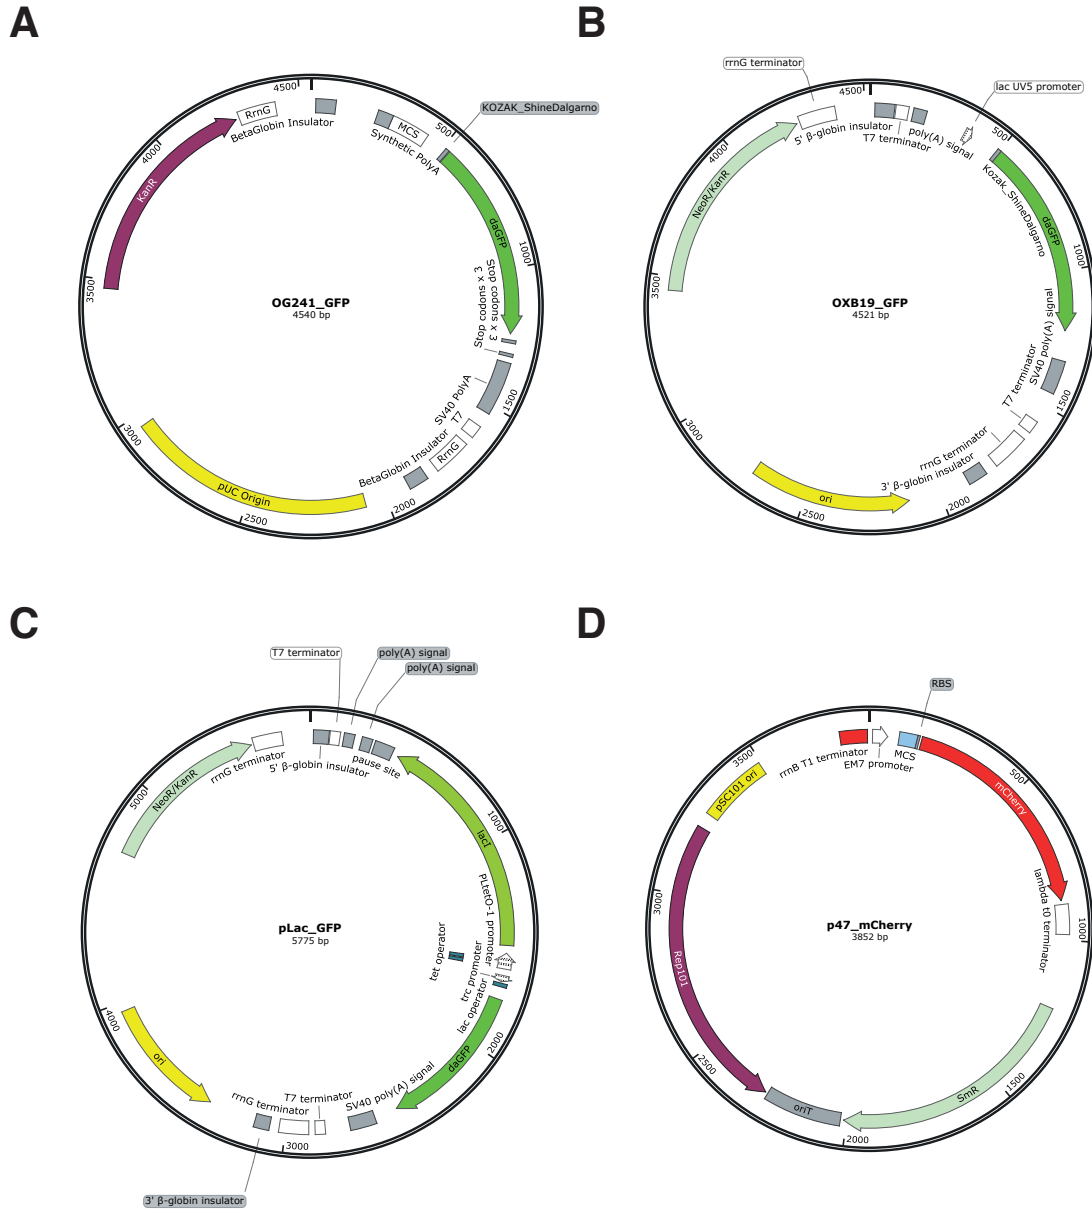 A
4500
RrnG
BetaGlobin Insulator
MCS
Synthetic PolyA
500
KOZAK_ShineDalgarno
4000
KanR
daGFP
1000
3500
Stop codons x 3
Stop codons x 3
OG241_GFP
4540 bp
SV40 PolyA
1500
T7
RrnG
BetaGlobin Insulator
3000
pUC Origin
2500
2000
B
rrnG terminator
lac UV5 promoter
4500
5' β-globin insulator
T7 terminator
poly(A) signal
500
Kozak_ShineDalgarno
4000
NeoR/KanR
daGFP
1000
3500
OXB19_GFP
4521 bp
SV40 poly(A) signal
T7 terminator
1500
rrnG terminator
3' β-globin insulator
3000
ori
2500
2000
C
T7 terminator
poly(A) signal
poly(A) signal
rrnG terminator
5' β-globin insulator
pause site
NeoR/KanR
5000
lacI
1000
PLtetO-1 promoter
pLac_GFP
5775 bp
tet operator
trc promoter
lac operator
2000
daGFP
4000
ori
SV40 poly(A) signal
T7 terminator
rrnG terminator
3000
3' β-globin insulator
D
RBS
rrnB T1 terminator
EM7 promoter
MCS
3500
pSC101 ori
500
mCherry
lambda t0 terminator
3000
1000
p47_mCherry
3852 bp
Rep101
2500
oriT
SmR
1500
2000